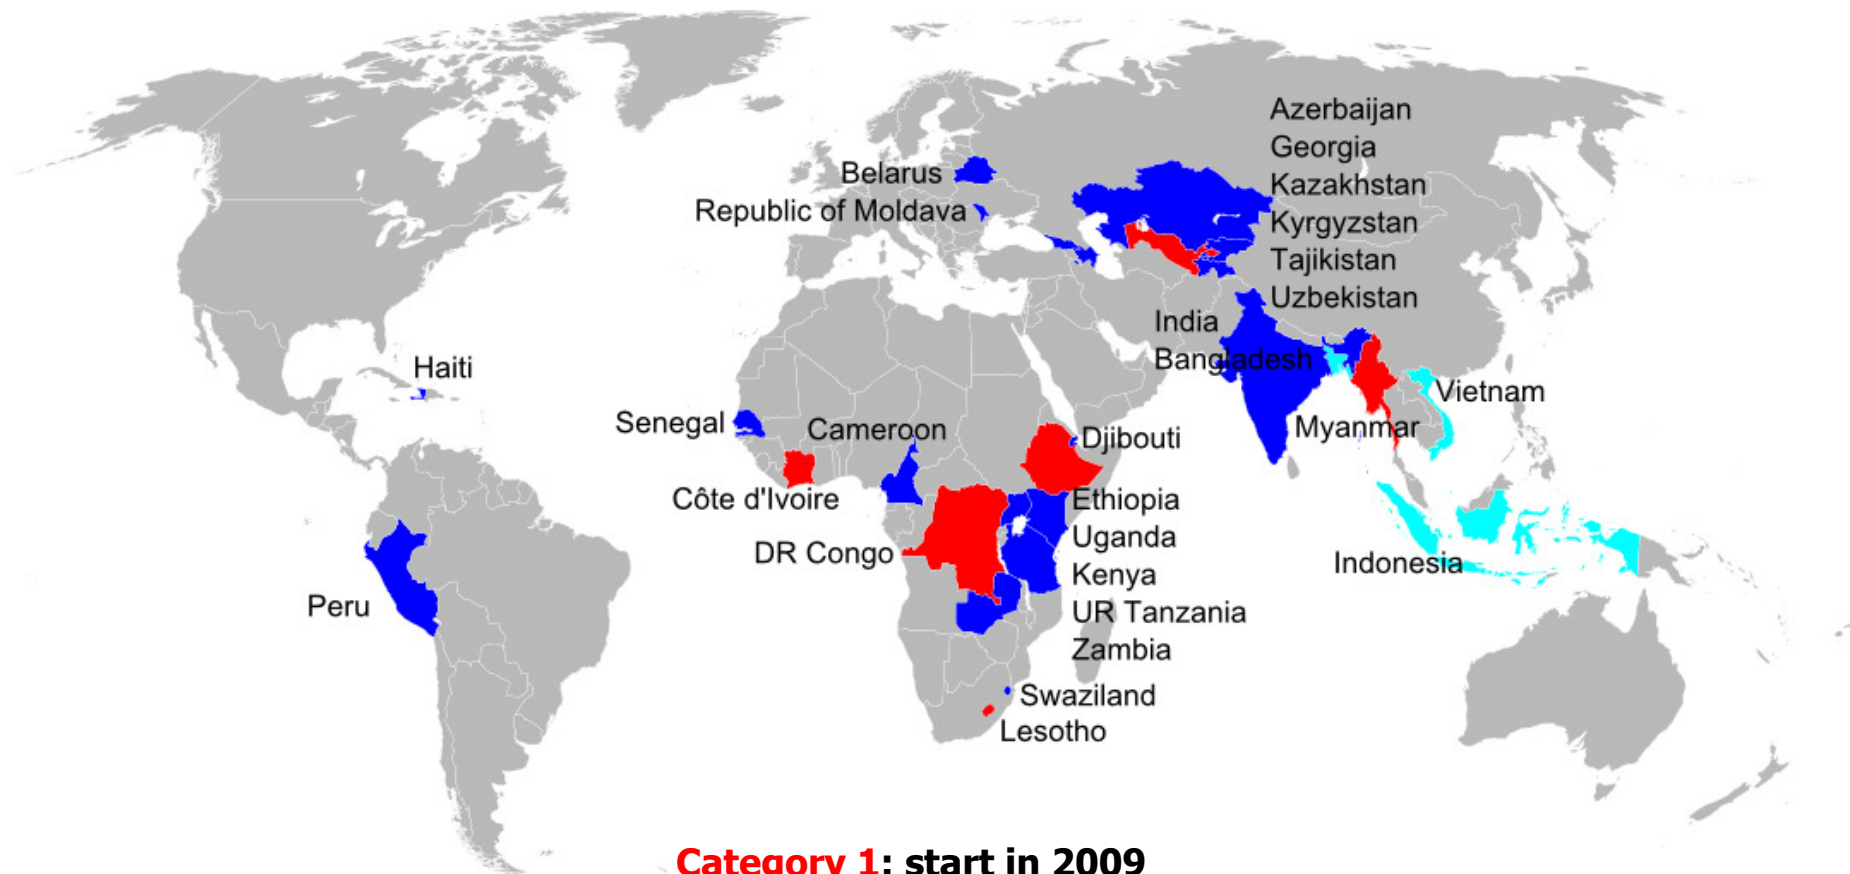 Azerbaijan
Georgia
Kazakhstan
Kyrgyzstan
Tajikistan
Uzbekistan
Belarus
Republic of Moldava
India
Bangladesh
Haiti
Vietnam
Myanmar
Senegal
Cameroon
Djibouti
Côte d'Ivoire
Ethiopia
Uganda
Kenya
UR Tanzania
Zambia
DR Congo
Indonesia
Peru
Swaziland
Lesotho
Category 1: start in 2009